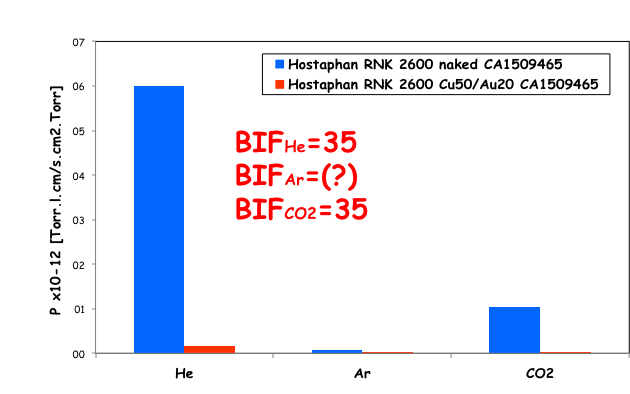 07
Hostaphan RNK 2600 naked CA1509465
06
Hostaphan RNK 2600 Cu50/Au20 CA1509465
05
BIFHe=35
04
BIFAr=(?)
03
BIFCO2=35
02
01
00
P x10-12 [Torr.l.cm/s.cm2.Torr]
He Ar CO2